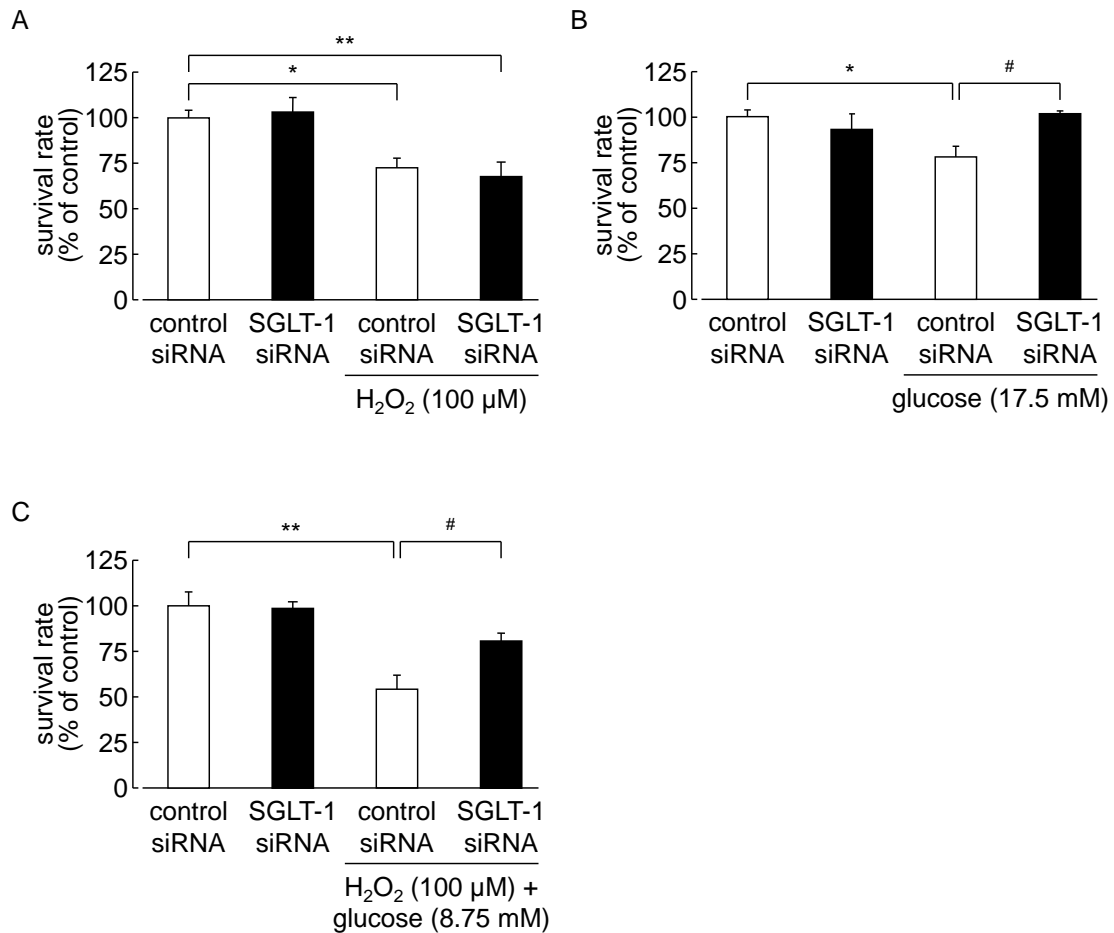 A
**
*
125
100
75
50
25
0
survival rate
(% of control)
control
siRNA
SGLT-1
siRNA
control
siRNA
SGLT-1
siRNA
H₂O₂ (100 µM)
B
*
#
125
100
75
50
25
0
survival rate
(% of control)
control
siRNA
SGLT-1
siRNA
control
siRNA
SGLT-1
siRNA
glucose (17.5 mM)
C
**
#
125
100
75
50
25
0
survival rate
(% of control)
control
siRNA
SGLT-1
siRNA
control
siRNA
SGLT-1
siRNA
H₂O₂ (100 µM) +
glucose (8.75 mM)